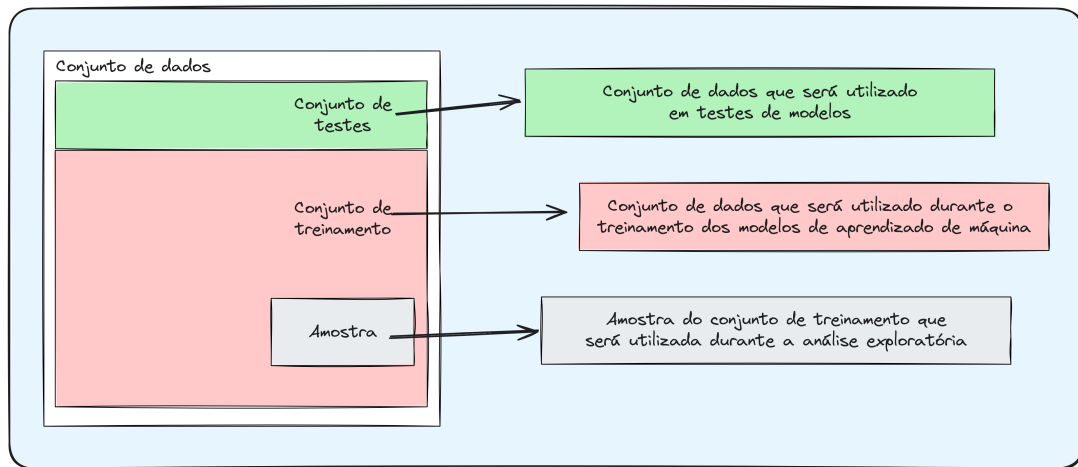 Conjunto de dados
Conjunto de
testes
Conjunto de dados que será utilizado
em testes de modelos
Conjunto de
treinamento
Conjunto de dados que será utilizado durante o
treinamento dos modelos de aprendizado de máquina
Amostra
Amostra do conjunto de treinamento que
será utilizada durante a análise exploratória